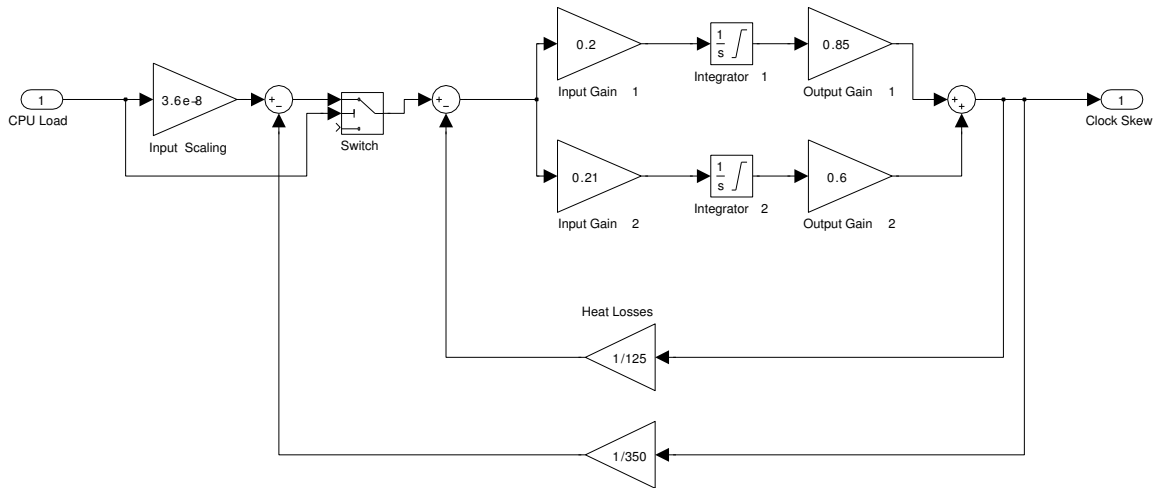 1
CPU Load
3.6e-8
Input Scaling
+
−
Switch
+
−
0.2
Input Gain 1
1
s
Integrator 1
0.85
Output Gain 1
0.21
Input Gain 2
1
s
Integrator 2
0.6
Output Gain 2
+
+
1
Clock Skew
Heat Losses
1/125
1/350